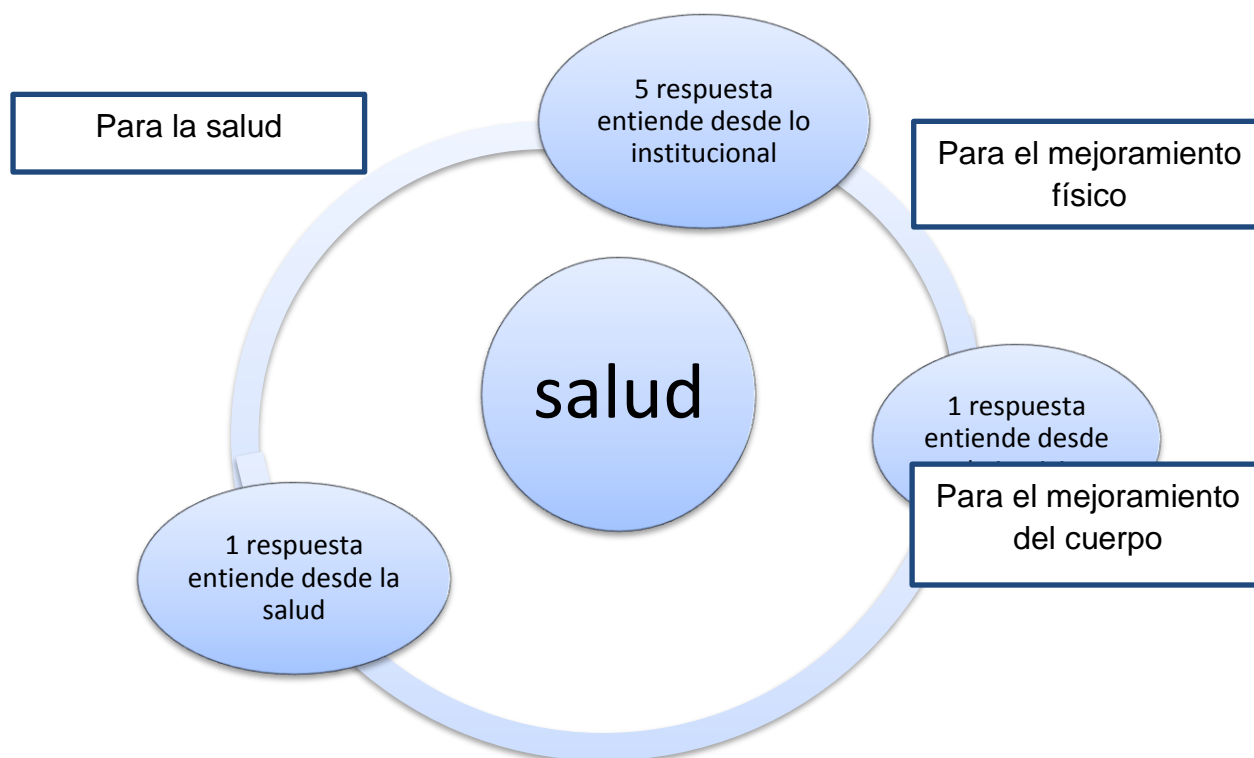 Para la salud
5 respuesta
entiende desde lo
institucional
Para el mejoramiento
físico
salud
1 respuesta
entiende desde
Para el mejoramiento
del cuerpo
1 respuesta
entiende desde la
salud